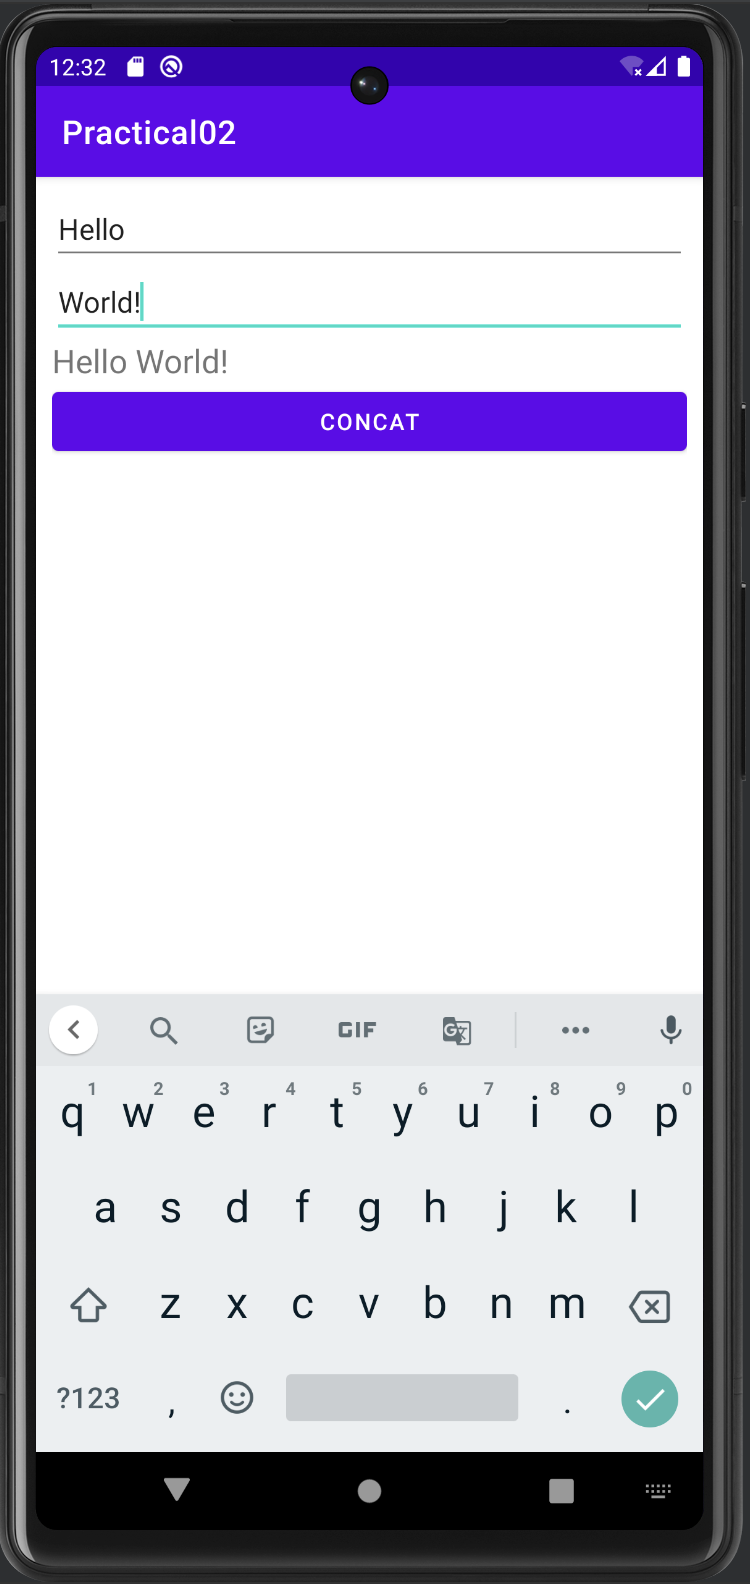 12:32
Practical02
Hello
World!
Hello World!
CONCAT
GIF
G
1 2 3 4 5 6 7 8 9 0
q w e r t y u i o p
a s d f g h j k l
z x c v b n m
?123 , .